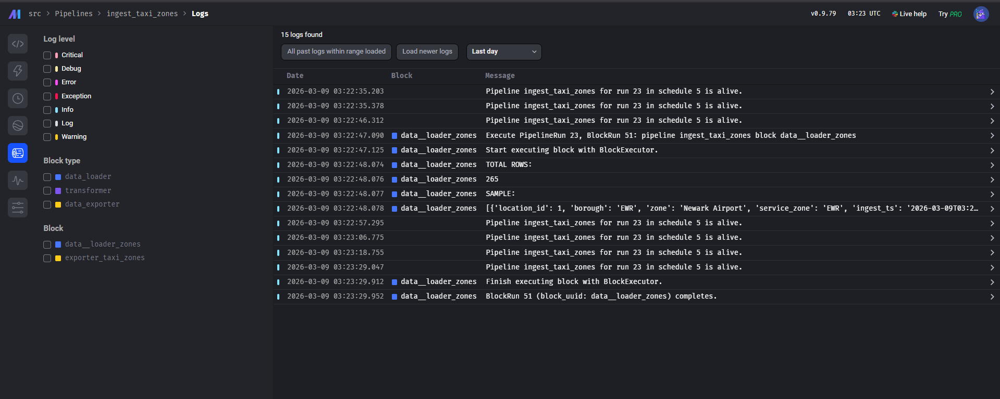 src > Pipelines > ingest_taxi_zones > Logs
v0.9.79 03:23 UTC Live help Try PRO
Log level
Critical
Debug
Error
Exception
Info
Log
Warning
Block type
data_loader
transformer
data_exporter
Block
data__loader_zones
exporter_taxi_zones
15 logs found
All past logs within range loaded Load newer logs Last day
Date Block Message
2026-03-09 03:22:35.203 Pipeline ingest_taxi_zones for run 23 in schedule 5 is alive.
2026-03-09 03:22:35.378 Pipeline ingest_taxi_zones for run 23 in schedule 5 is alive.
2026-03-09 03:22:46.312 Pipeline ingest_taxi_zones for run 23 in schedule 5 is alive.
2026-03-09 03:22:47.090 data__loader_zones Execute PipelineRun 23, BlockRun 51: pipeline ingest_taxi_zones block data__loader_zones
2026-03-09 03:22:47.125 data__loader_zones Start executing block with BlockExecutor.
2026-03-09 03:22:48.074 data__loader_zones TOTAL ROWS:
2026-03-09 03:22:48.076 data__loader_zones 265
2026-03-09 03:22:48.077 data__loader_zones SAMPLE:
2026-03-09 03:22:48.078 data__loader_zones [{'location_id': 1, 'borough': 'EWR', 'zone': 'Newark Airport', 'service_zone': 'EWR', 'ingest_ts': '2026-03-09T03:2…
2026-03-09 03:22:57.295 Pipeline ingest_taxi_zones for run 23 in schedule 5 is alive.
2026-03-09 03:23:06.775 Pipeline ingest_taxi_zones for run 23 in schedule 5 is alive.
2026-03-09 03:23:18.755 Pipeline ingest_taxi_zones for run 23 in schedule 5 is alive.
2026-03-09 03:23:29.047 Pipeline ingest_taxi_zones for run 23 in schedule 5 is alive.
2026-03-09 03:23:29.912 data__loader_zones Finish executing block with BlockExecutor.
2026-03-09 03:23:29.952 data__loader_zones BlockRun 51 (block_uuid: data__loader_zones) completes.